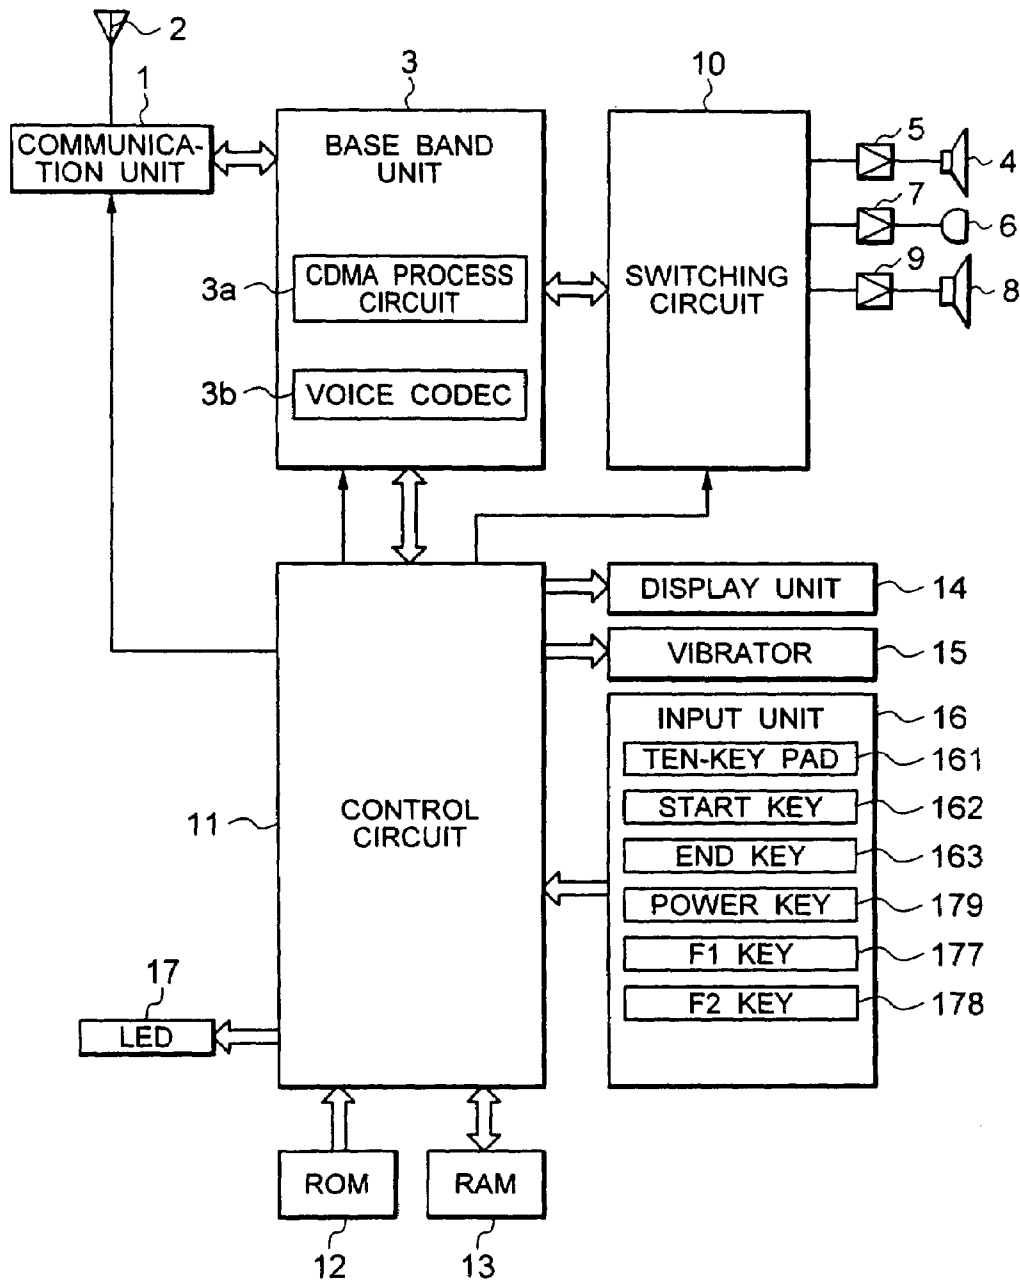 2
1
3
10
COMMUNICA-
TION UNIT
BASE BAND
UNIT
5
4
7
6
9
8
3a
CDMA PROCESS
CIRCUIT
SWITCHING
CIRCUIT
3b
VOICE CODEC
DISPLAY UNIT
14
VIBRATOR
15
INPUT UNIT
16
TEN-KEY PAD
161
START KEY
162
11
CONTROL
CIRCUIT
END KEY
163
POWER KEY
179
F1 KEY
177
F2 KEY
178
17
LED
ROM
RAM
12
13